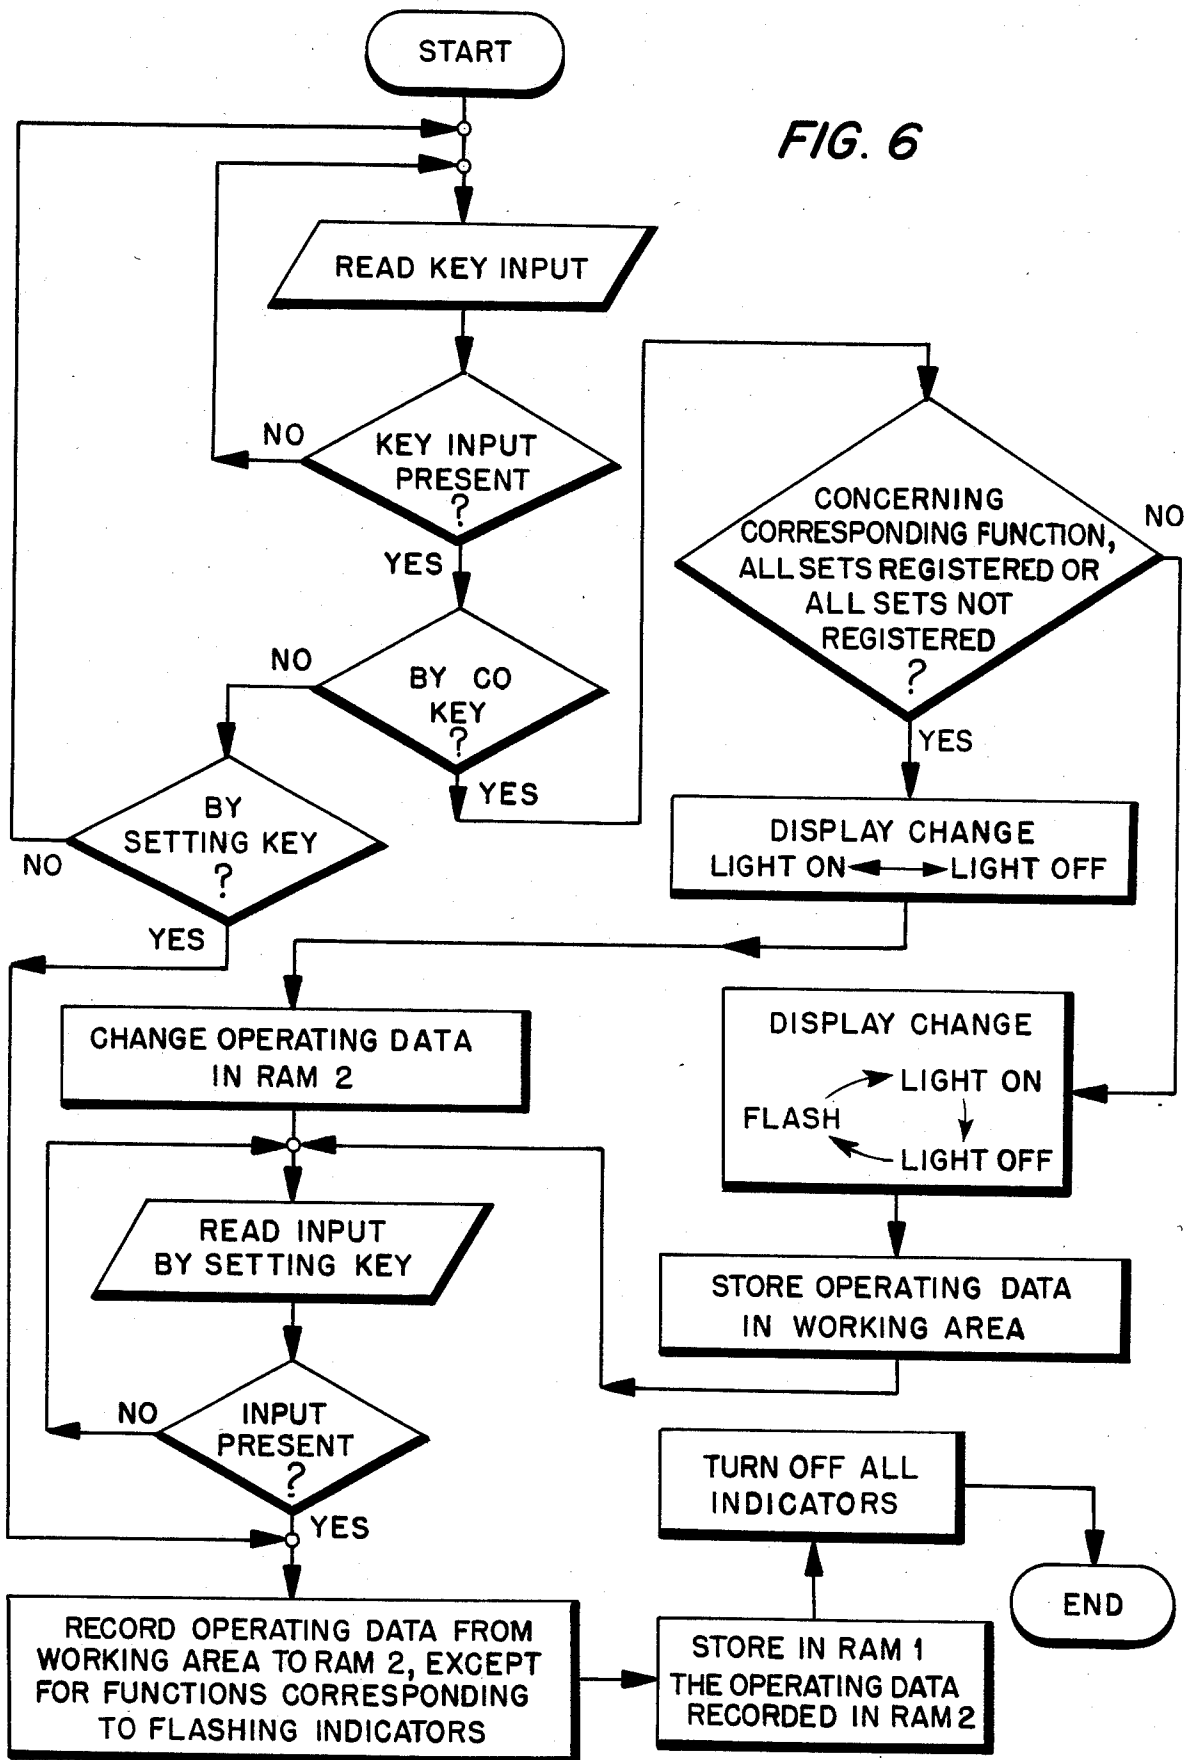 START
FIG. 6
READ KEY INPUT
NO
KEY INPUT
PRESENT
?
YES
NO
BY CO
KEY
?
YES
CONCERNING
CORRESPONDING FUNCTION,
ALL SETS REGISTERED OR
ALL SETS NOT
REGISTERED
?
NO
YES
BY
SETTING KEY
?
NO
YES
DISPLAY CHANGE
LIGHT ON LIGHT OFF
CHANGE OPERATING DATA
IN RAM 2
DISPLAY CHANGE
LIGHT ON
FLASH
LIGHT OFF
READ INPUT
BY SETTING KEY
STORE OPERATING DATA
IN WORKING AREA
NO
INPUT
PRESENT
?
YES
TURN OFF ALL
INDICATORS
END
RECORD OPERATING DATA FROM
WORKING AREA TO RAM 2, EXCEPT
FOR FUNCTIONS CORRESPONDING
TO FLASHING INDICATORS
STORE IN RAM 1
THE OPERATING DATA
RECORDED IN RAM 2